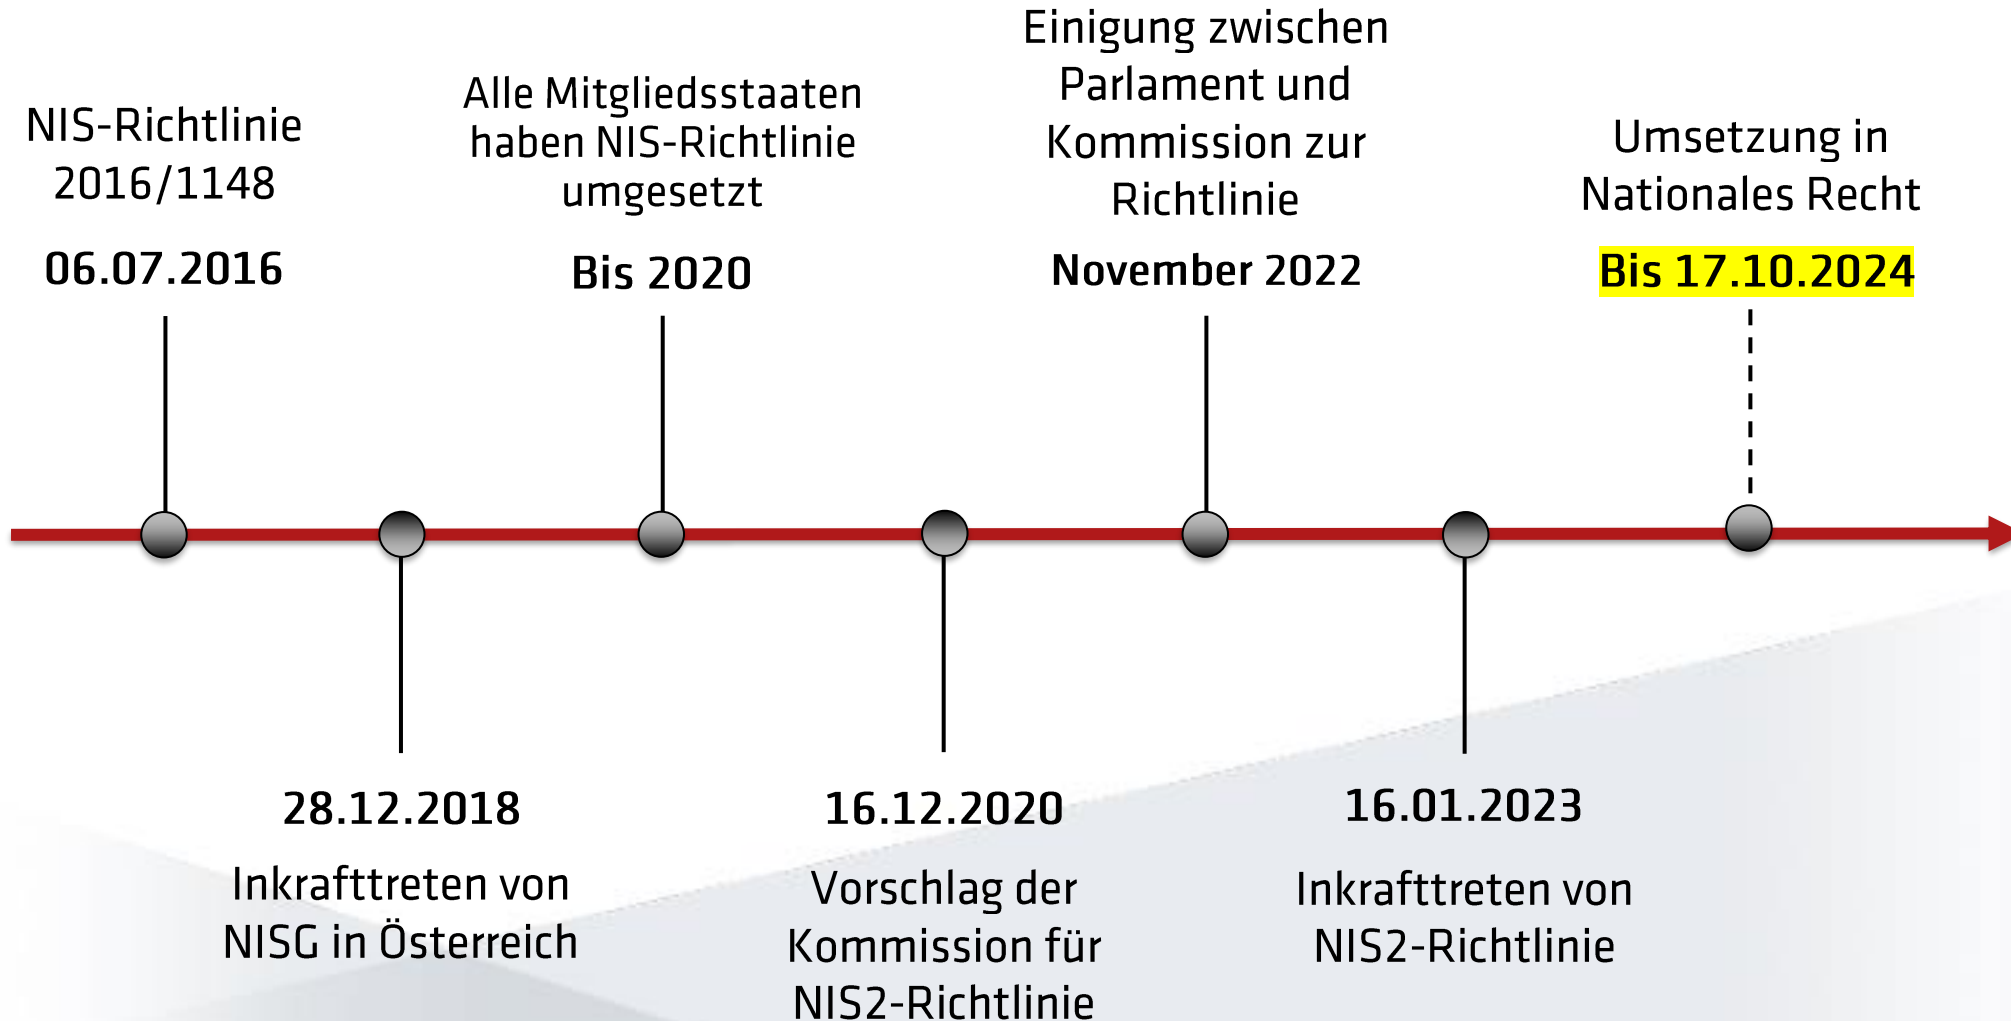 NIS-Richtlinie
2016/1148
06.07.2016
Alle Mitgliedsstaaten
haben NIS-Richtlinie
umgesetzt
Bis 2020
Einigung zwischen
Parlament und
Kommission zur
Richtlinie
November 2022
Umsetzung in
Nationales Recht
Bis 17.10.2024
28.12.2018
Inkrafttreten von
NISG in Österreich
16.12.2020
Vorschlag der
Kommission für
NIS2-Richtlinie
16.01.2023
Inkrafttreten von
NIS2-Richtlinie